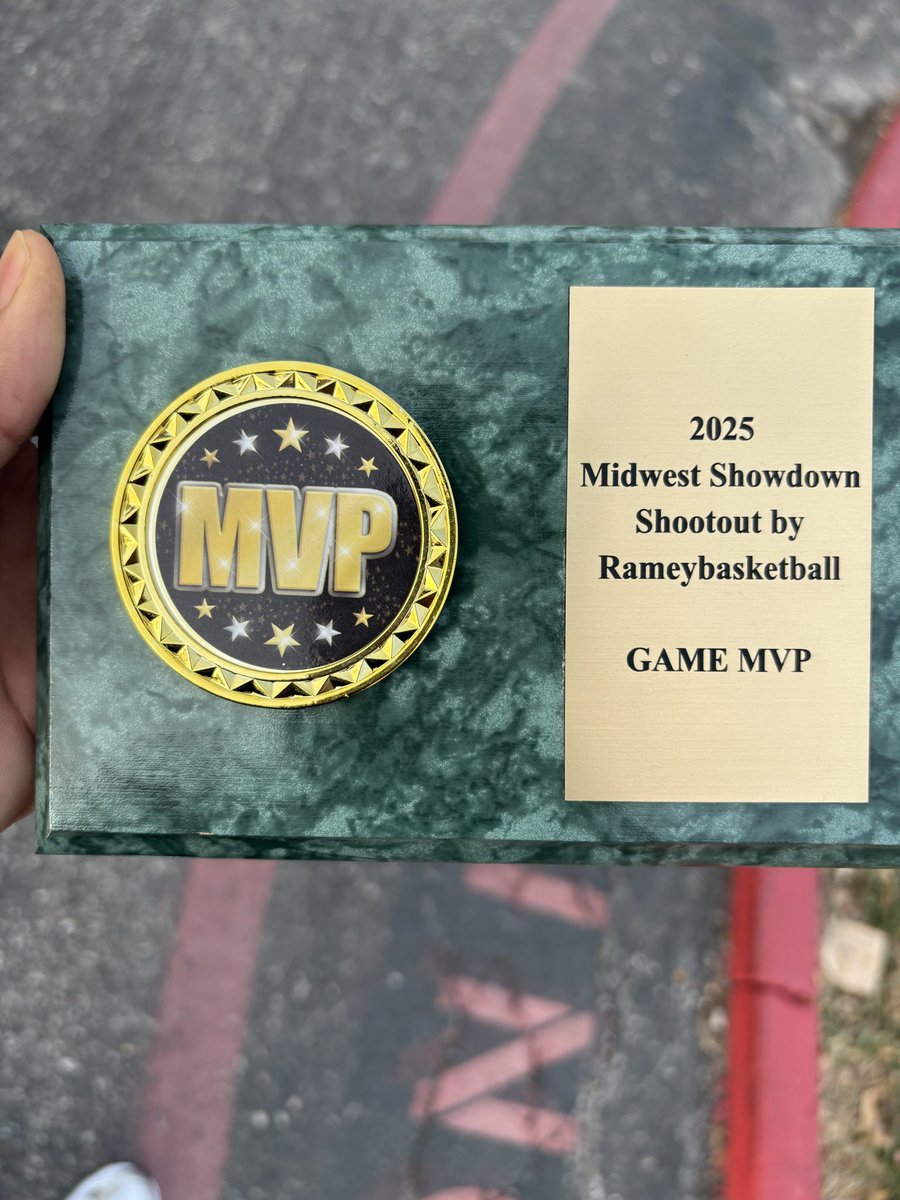 MVP
2025
Midwest Showdown
Shootout by
Rameybasketball
GAME MVP